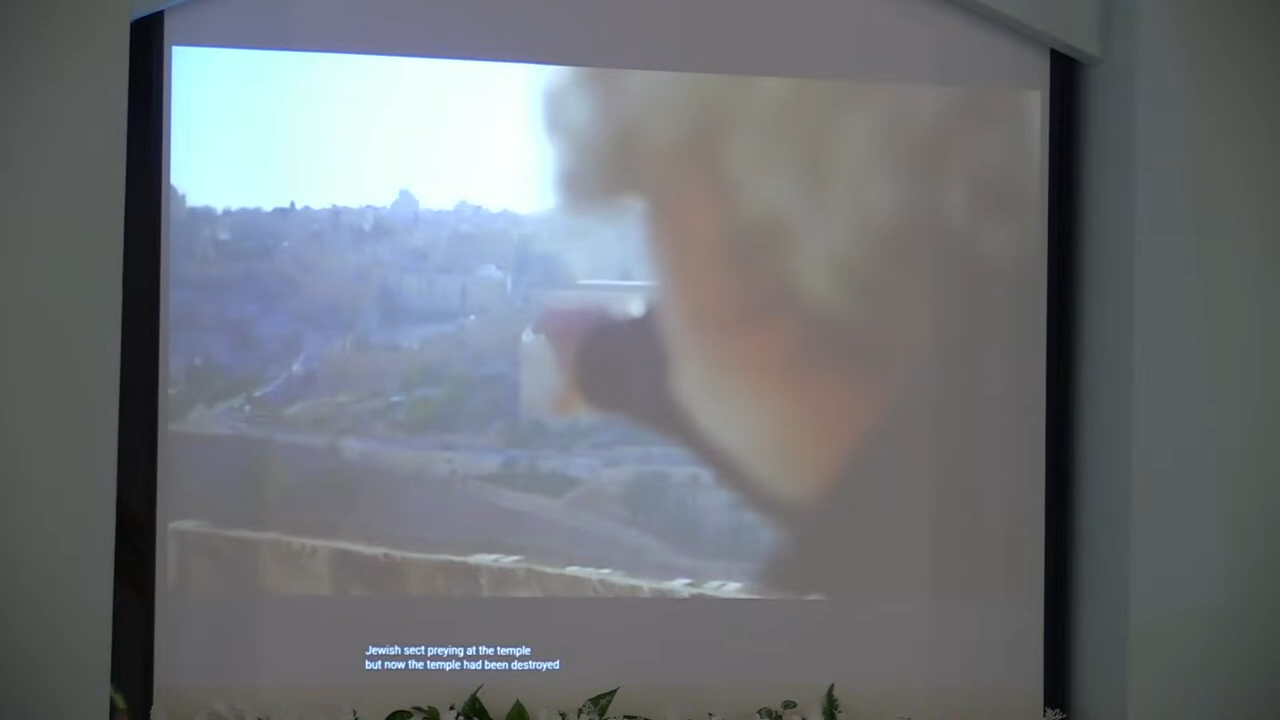 Jewish sect preying at the temple
but now the temple had been destroyed